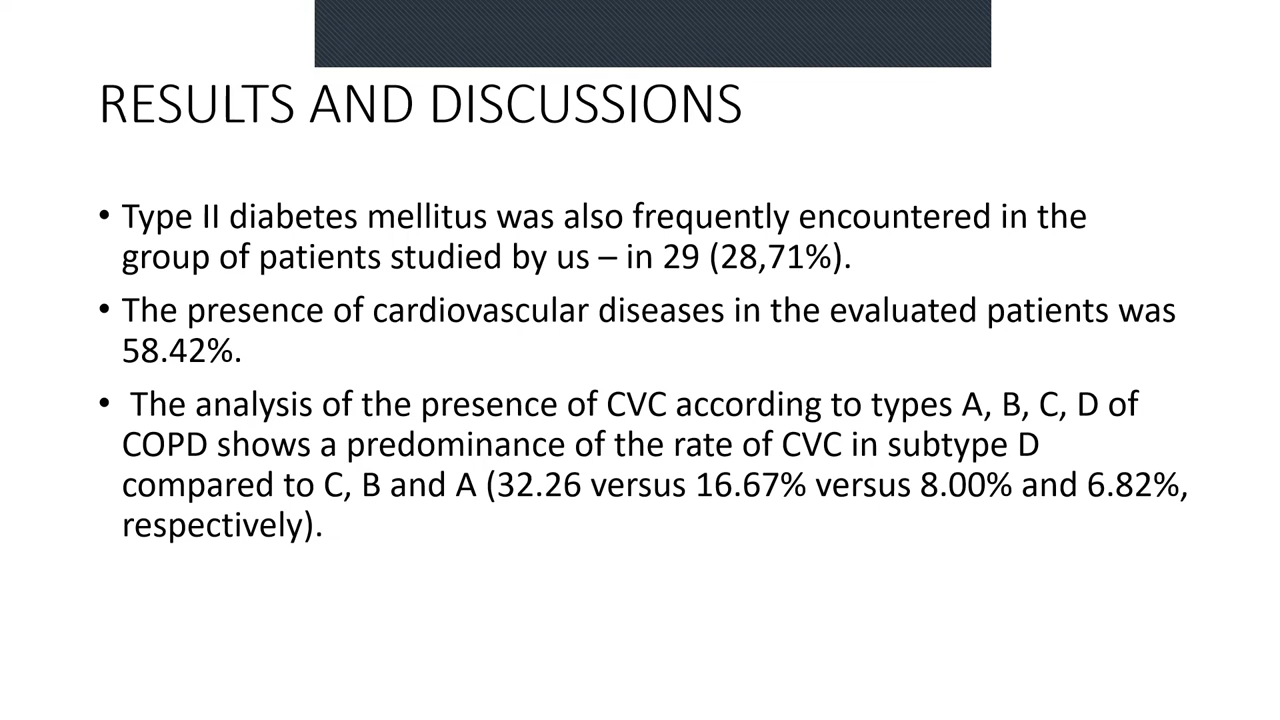 RESULTS AND DISCUSSIONS
• Type II diabetes mellitus was also frequently encountered in the
group of patients studied by us – in 29 (28,71%).
• The presence of cardiovascular diseases in the evaluated patients was
58.42%.
• The analysis of the presence of CVC according to types A, B, C, D of
COPD shows a predominance of the rate of CVC in subtype D
compared to C, B and A (32.26 versus 16.67% versus 8.00% and 6.82%,
respectively).